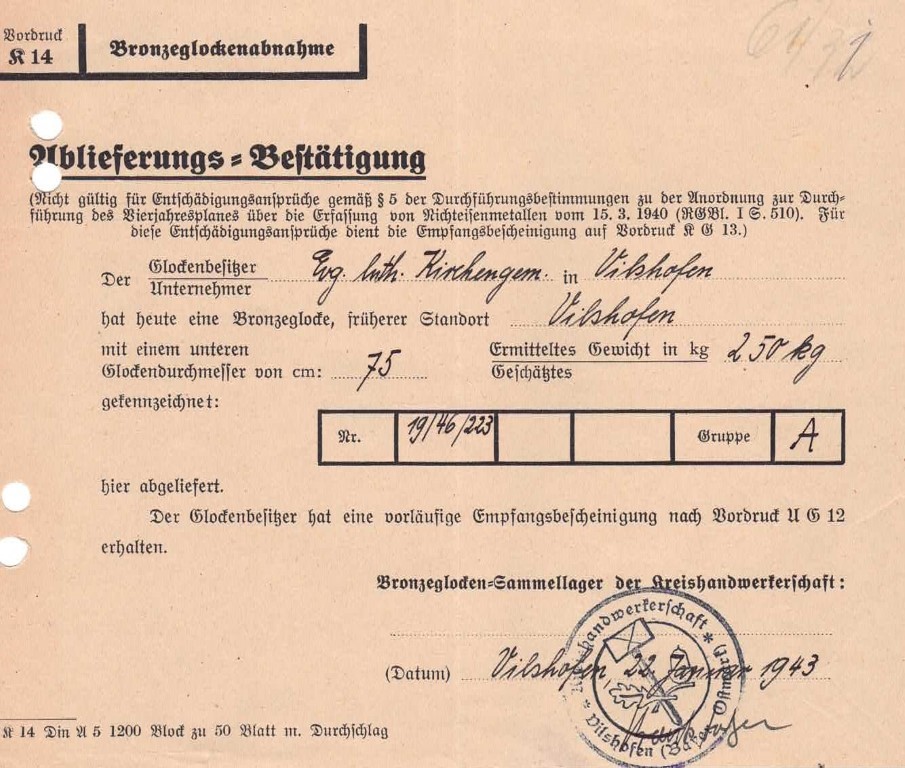 Vordruck
K 14
Bronzeglockenabnahme
Ablieferungs-Bestätigung
(Nicht gültig für Entschädigungsansprüche gemäß § 5 der Durchführungsbestimmungen zu der Anordnung zur Durch-
führung des Vierjahresplanes über die Erfassung von Nichteisenmetallen vom 15. 3. 1940 (RGBl. I S. 510). Für
diese Entschädigungsansprüche dient die Empfangsbescheinigung auf Vordruck K G 13.)
Der Glockenbesitzer Evg. luth. Kirchengem. in Vilshofen
Unternehmer
hat heute eine Bronzeglocke, früherer Standort Vilshofen
mit einem unteren Ermitteltes Gewicht in kg 250 kg
Glockendurchmesser von cm: 75 Geschätztes
gekennzeichnet:
Nr. 19/46/223 Gruppe A
hier abgeliefert.
Der Glockenbesitzer hat eine vorläufige Empfangsbescheinigung nach Vordruck U G 12
erhalten.
Bronzeglocken-Sammellager der Kreishandwerkerschaft:
Kreishandwerkerschaft
(Datum) Vilshofen, 22. Januar 1943
* Vilshofen (Bayer. Ostmark) *
K 14 Din A 5 1200 Block zu 50 Blatt m. Durchschlag